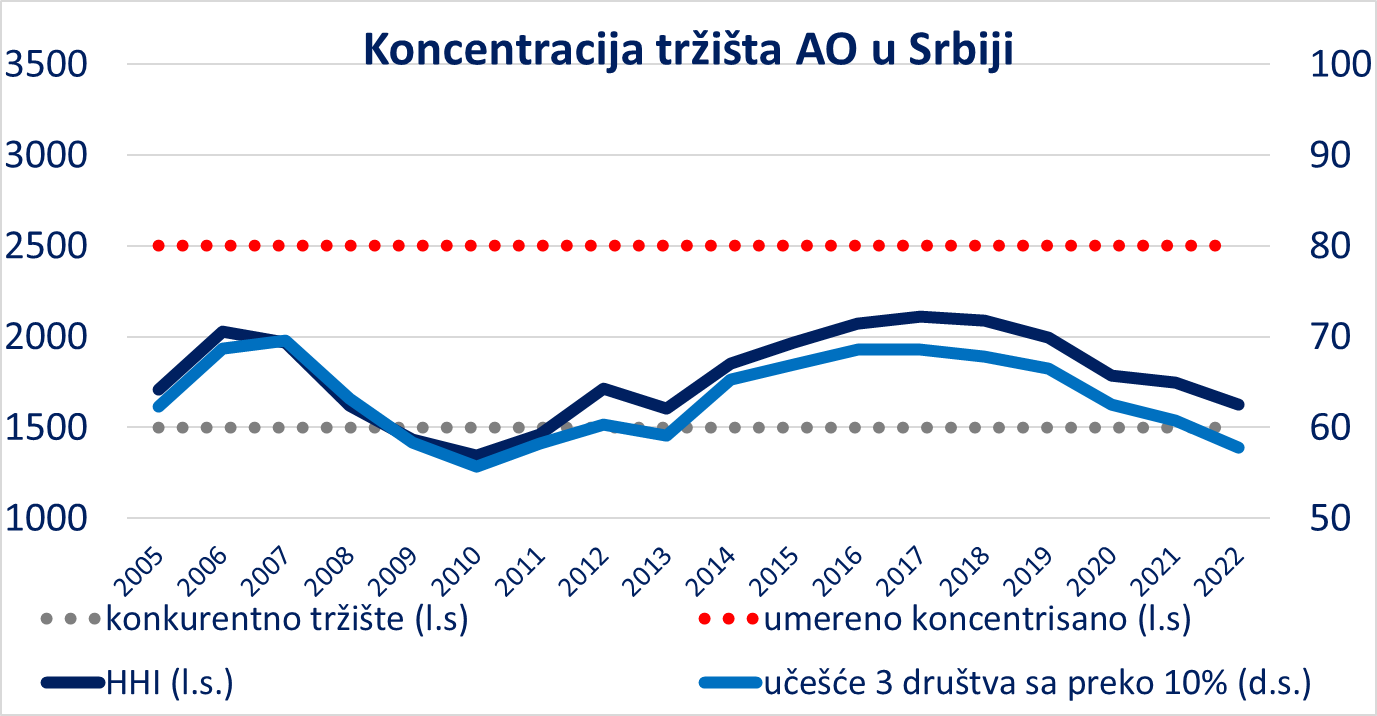 Koncentracija tržišta AO u Srbiji
3500 100
3000 90
2500 80
2000 70
1500 60
1000 50
2005 2006 2007 2008 2009 2010 2011 2012 2013 2014 2015 2016 2017 2018 2019 2020 2021 2022
konkurentno tržište (l.s) umereno koncentrisano (l.s)
HHI (l.s.) učešće 3 društva sa preko 10% (d.s.)